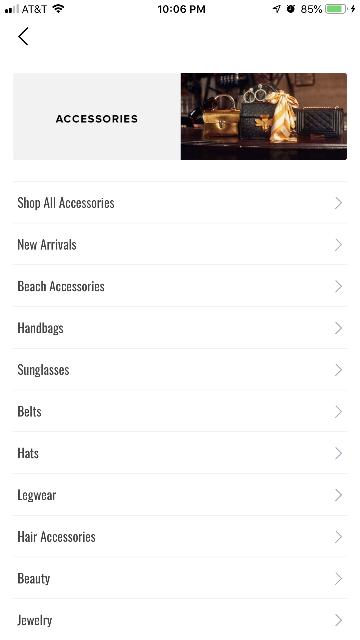 AT&T 10:06 PM 85%
ACCESSORIES
Shop All Accessories
New Arrivals
Beach Accessories
Handbags
Sunglasses
Belts
Hats
Legwear
Hair Accessories
Beauty
Jewelry